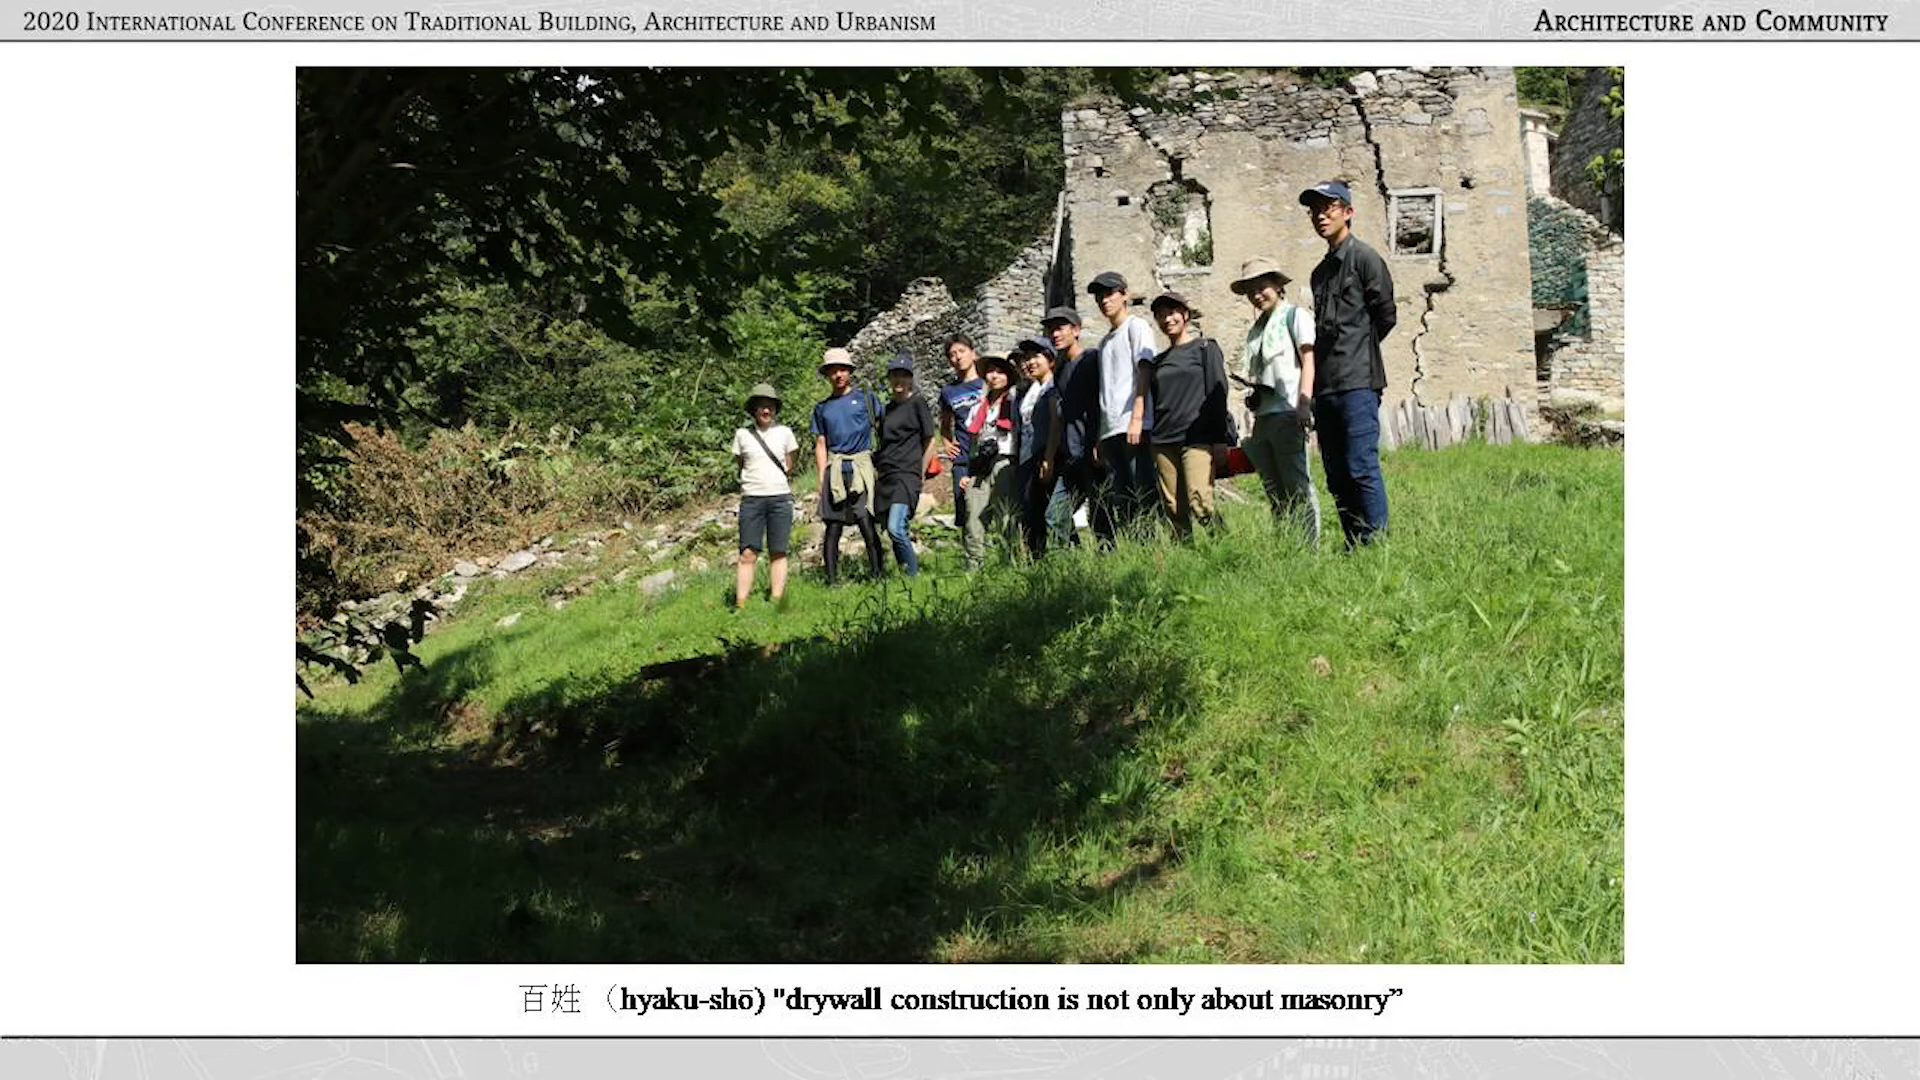 2020 International Conference on Traditional Building, Architecture and Urbanism
Architecture and Community
百姓 （hyaku-shō) "drywall construction is not only about masonry”